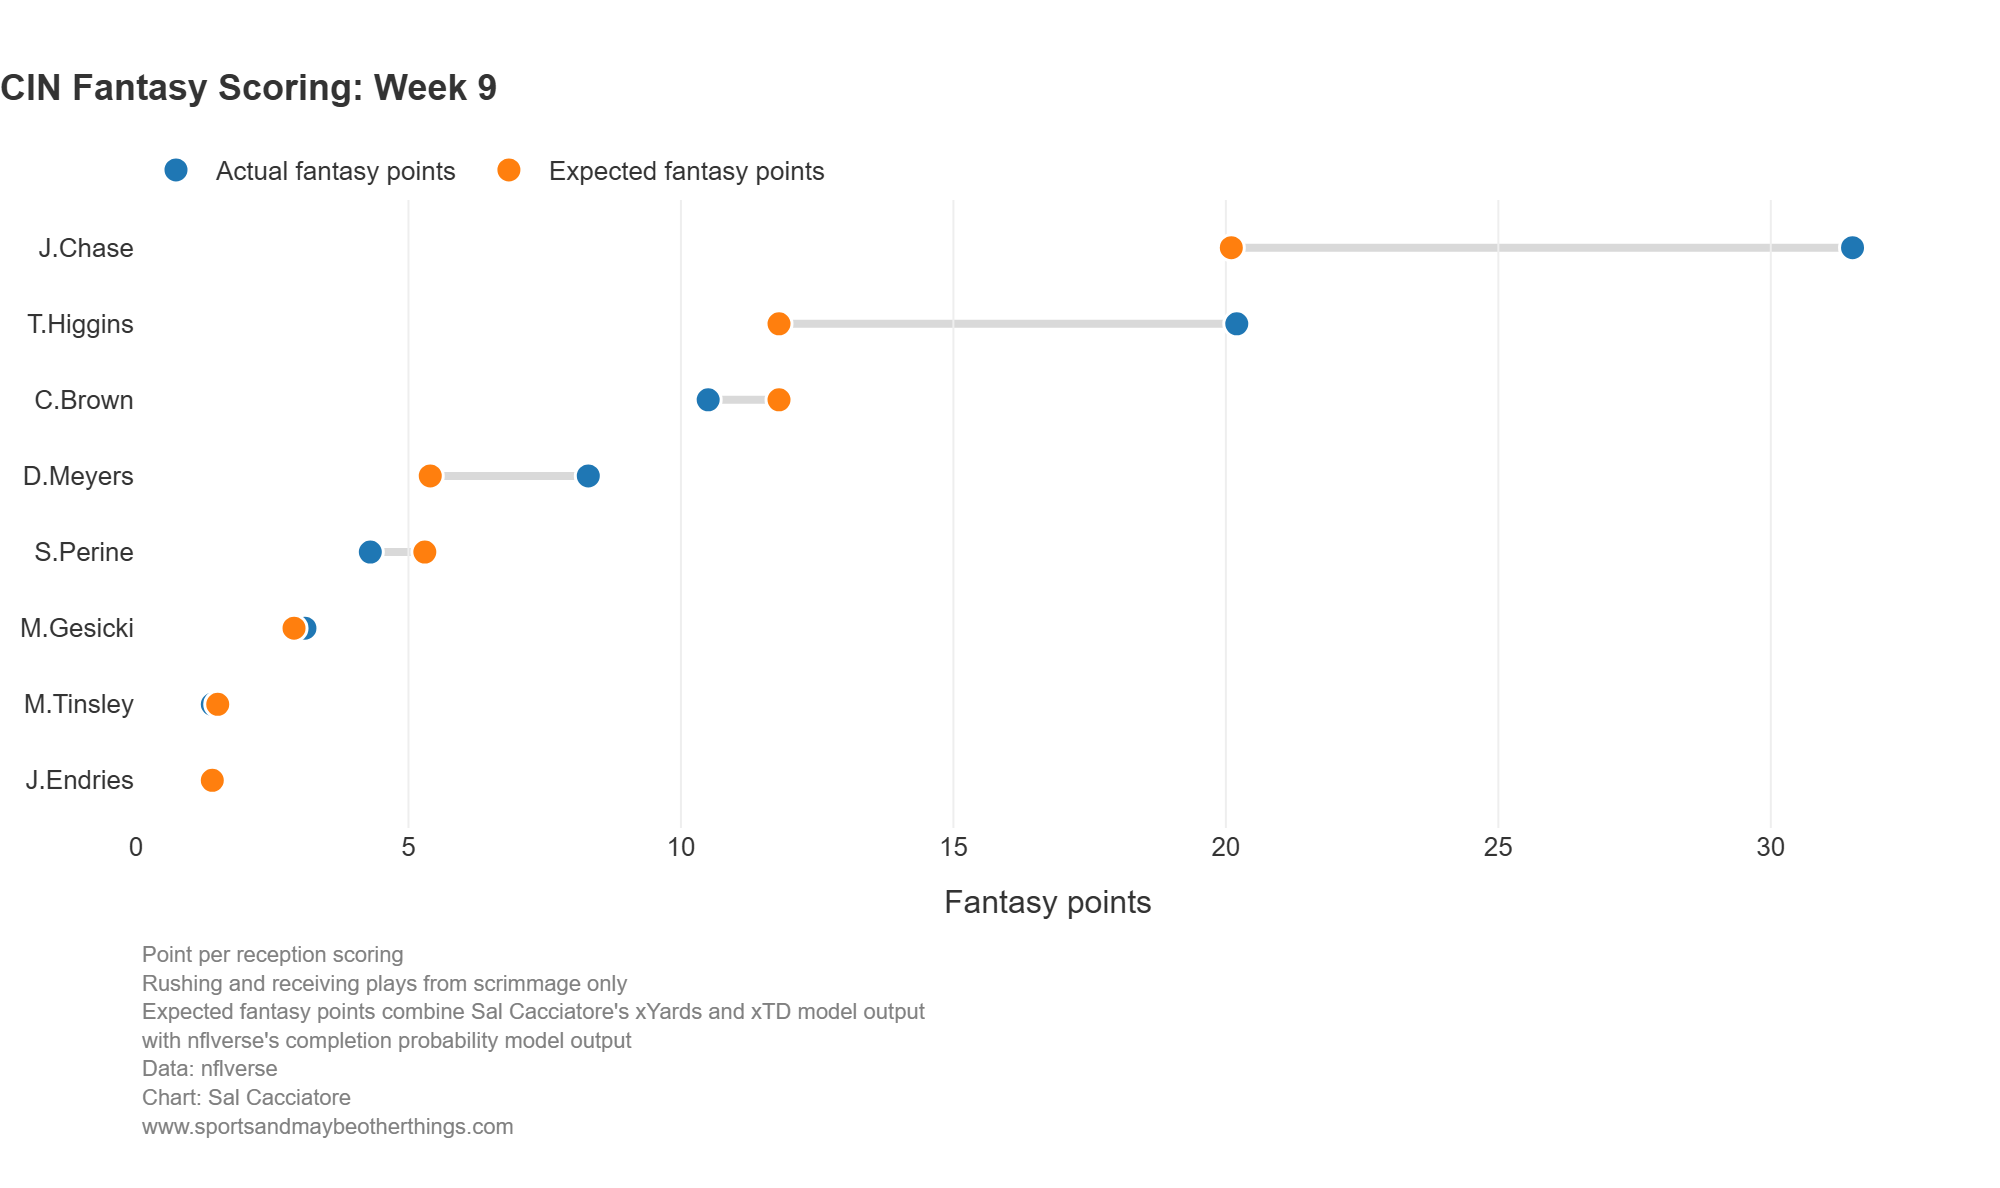 CIN Fantasy Scoring: Week 9
Actual fantasy points
Expected fantasy points
J.Chase
T.Higgins
C.Brown
D.Meyers
S.Perine
M.Gesicki
M.Tinsley
J.Endries
0 5 10 15 20 25 30
Fantasy points
Point per reception scoring
Rushing and receiving plays from scrimmage only
Expected fantasy points combine Sal Cacciatore's xYards and xTD model output
with nflverse's completion probability model output
Data: nflverse
Chart: Sal Cacciatore
www.sportsandmaybeotherthings.com